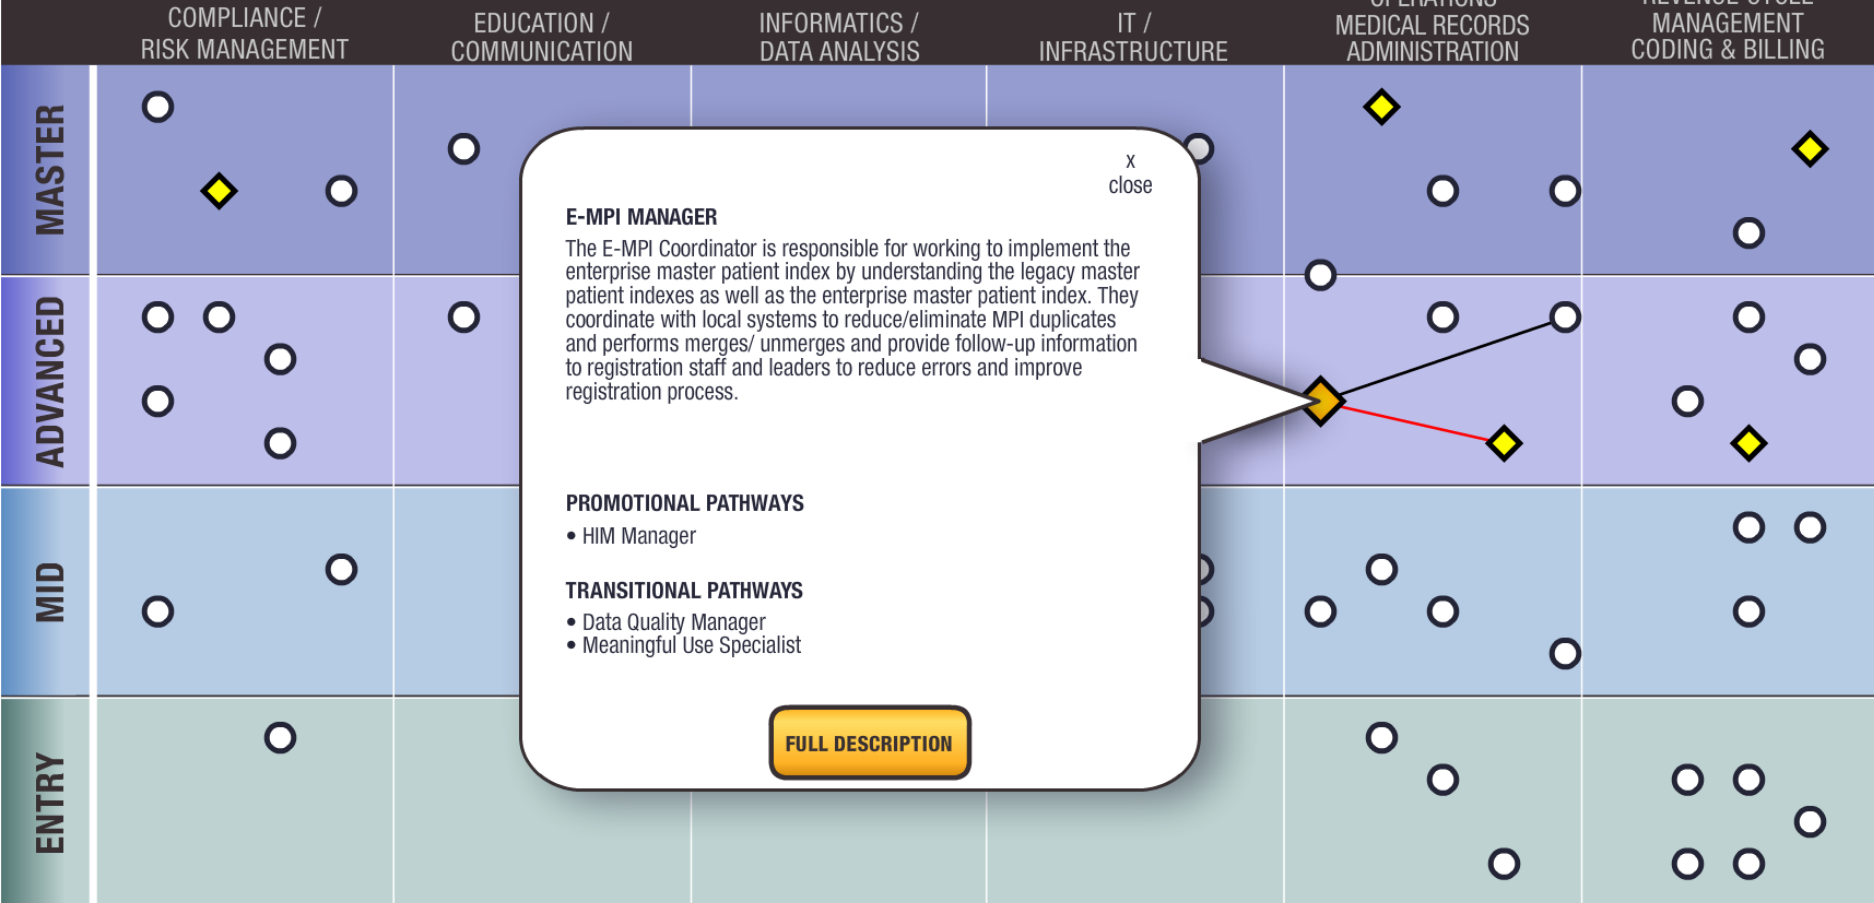 COMPLIANCE /
RISK MANAGEMENT
EDUCATION /
COMMUNICATION
INFORMATICS /
DATA ANALYSIS
IT /
INFRASTRUCTURE
OPERATIONS
MEDICAL RECORDS
ADMINISTRATION
REVENUE CYCLE
MANAGEMENT
CODING & BILLING
MASTER
ADVANCED
MID
ENTRY
x
close
E-MPI MANAGER
The E-MPI Coordinator is responsible for working to implement the
enterprise master patient index by understanding the legacy master
patient indexes as well as the enterprise master patient index. They
coordinate with local systems to reduce/eliminate MPI duplicates
and performs merges/ unmerges and provide follow-up information
to registration staff and leaders to reduce errors and improve
registration process.
PROMOTIONAL PATHWAYS
• HIM Manager
TRANSITIONAL PATHWAYS
• Data Quality Manager
• Meaningful Use Specialist
FULL DESCRIPTION